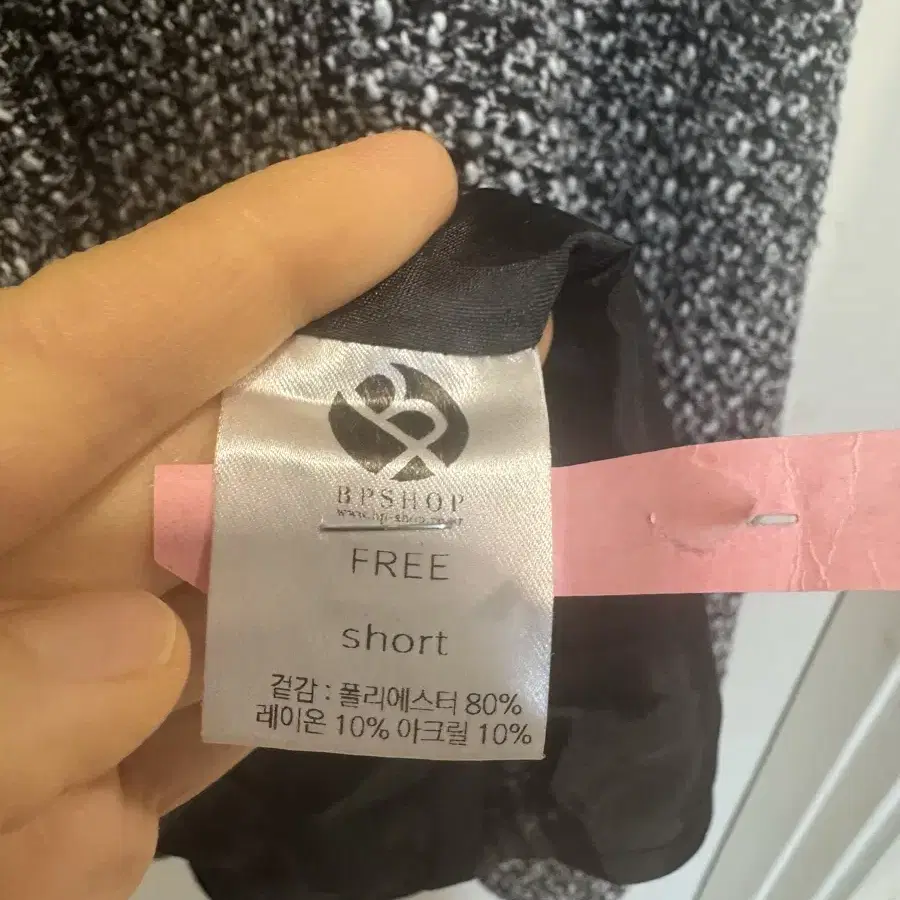 BPSHOP
FREE
short
겉감 : 폴리에스터 80%
레이온 10% 아크릴 10%